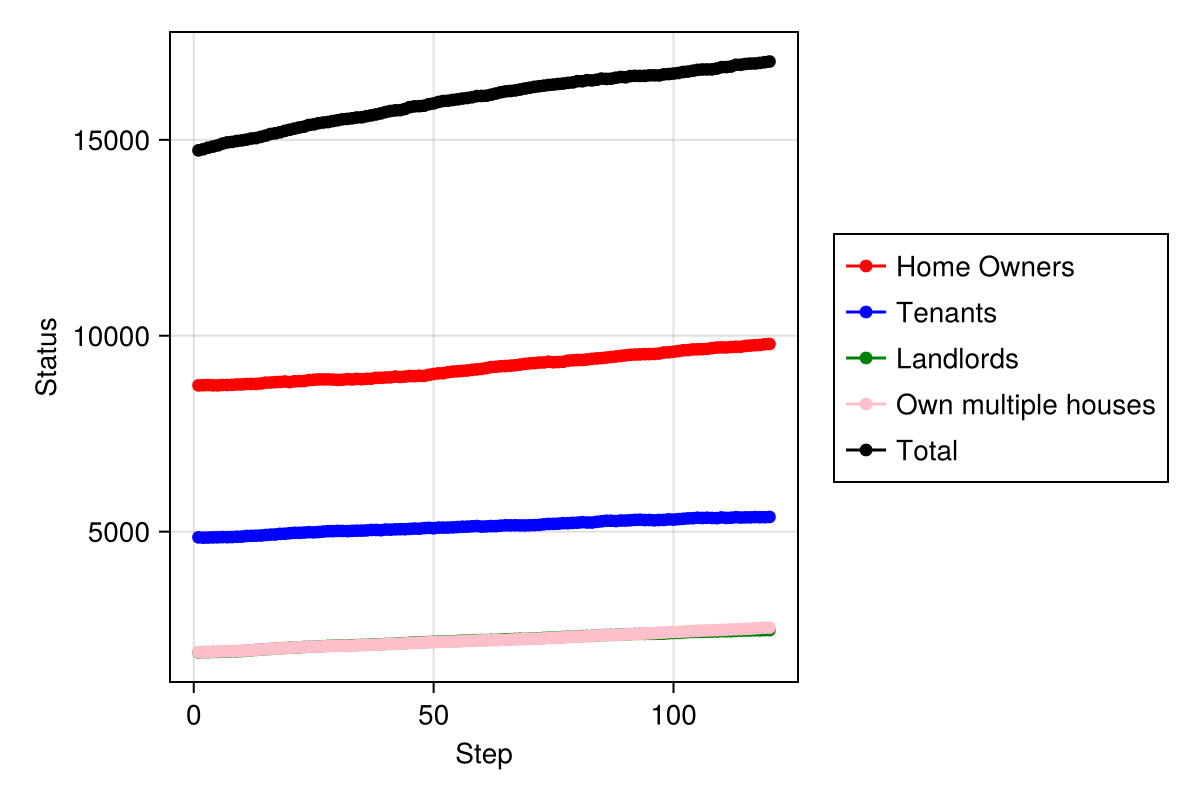 15000
10000
5000
Status
0
50
100
Step
Home Owners
Tenants
Landlords
Own multiple houses
Total